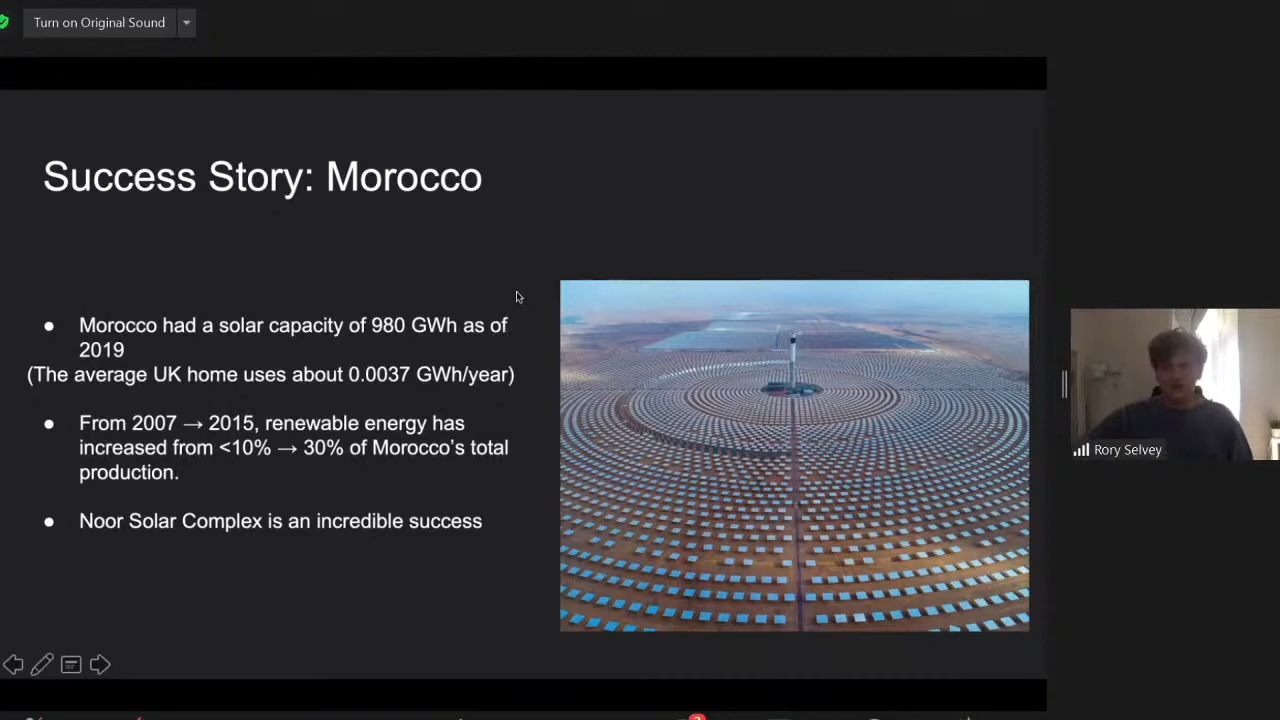 Turn on Original Sound
Success Story: Morocco
● Morocco had a solar capacity of 980 GWh as of
2019
(The average UK home uses about 0.0037 GWh/year)
● From 2007 → 2015, renewable energy has
increased from <10% → 30% of Morocco's total
production.
● Noor Solar Complex is an incredible success
Rory Selvey